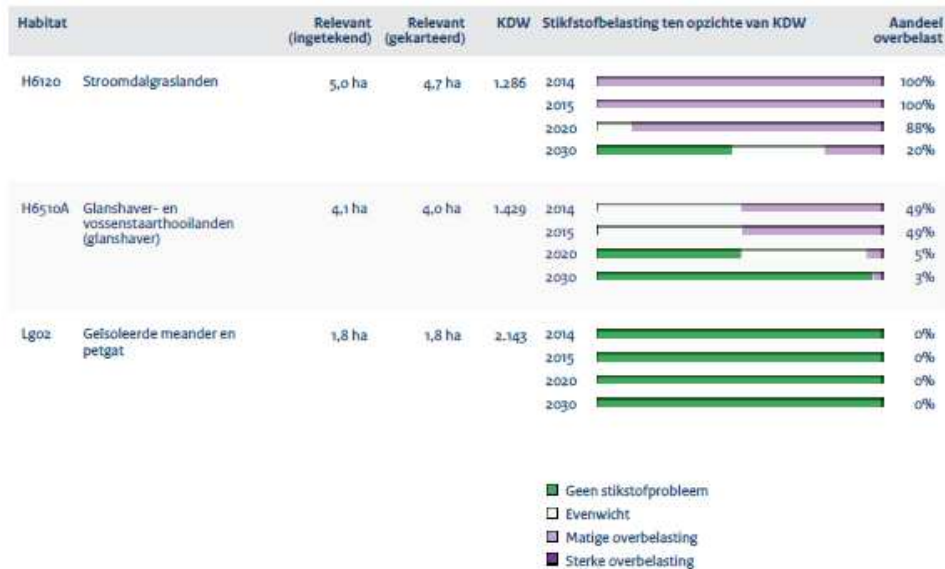 Habitat Relevant (ingetekend) Relevant (gekarteerd) KDW Stikfstofbelasting ten opzichte van KDW Aandeel overbelast
H6120 Stroomdalgraslanden 5,0 ha 4,7 ha 1.286 2014 100%
2015 100%
2020 88%
2030 20%
H6510A Glanshaver- en vossenstaarthooilanden (glanshaver) 4,1 ha 4,0 ha 1.429 2014 49%
2015 49%
2020 5%
2030 3%
Lg02 Geïsoleerde meander en petgat 1,8 ha 1,8 ha 2.143 2014 0%
2015 0%
2020 0%
2030 0%
Geen stikstofprobleem
Evenwicht
Matige overbelasting
Sterke overbelasting